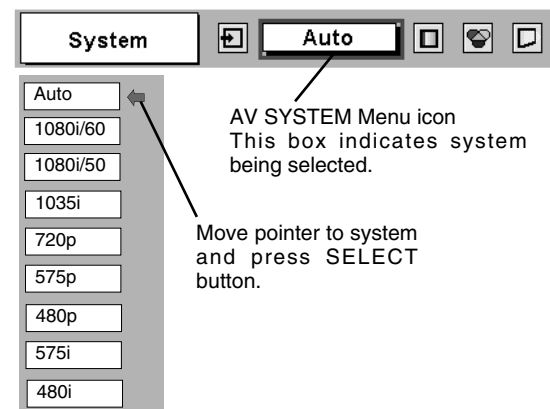 System
Auto
Auto
1080i/60
1080i/50
1035i
720p
575p
480p
575i
480i
AV SYSTEM Menu icon
This box indicates system
being selected.
Move pointer to system
and press SELECT
button.